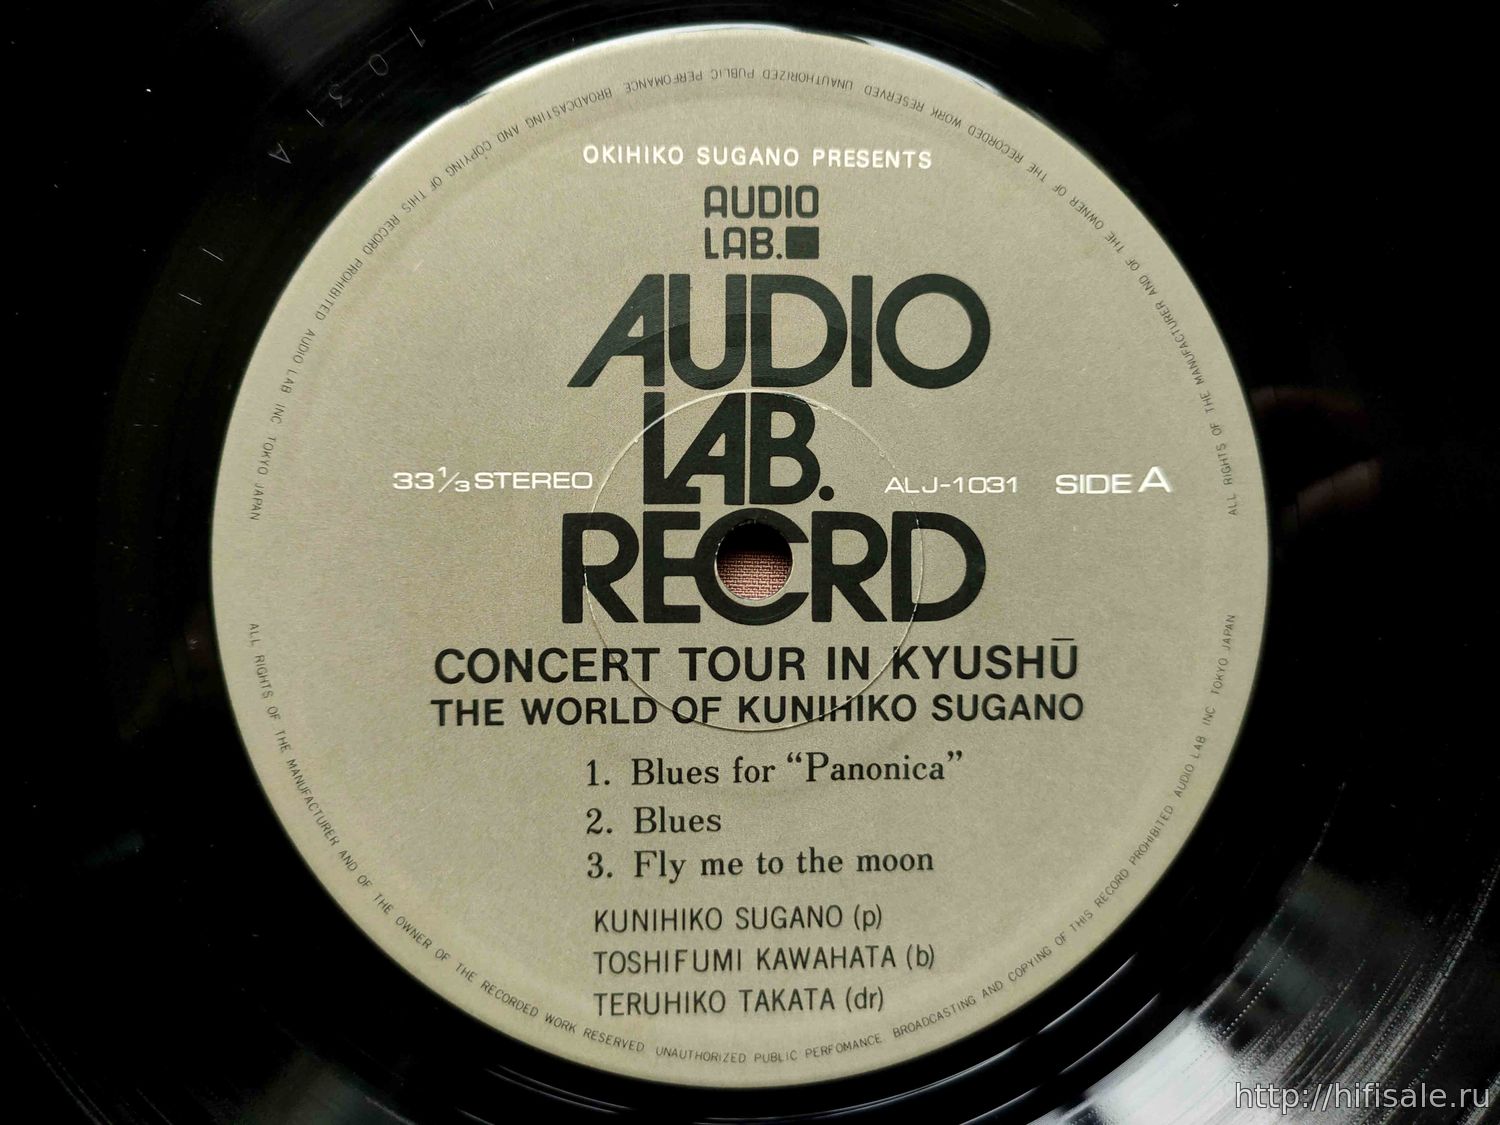 1 0 3 1 A
OKIHIKO SUGANO PRESENTS
AUDIO
LAB.
AUDIO
LAB.
RECRD
33⅓ STEREO
ALJ-1031 SIDE A
CONCERT TOUR IN KYUSHŪ
THE WORLD OF KUNIHIKO SUGANO
1. Blues for “Panonica”
2. Blues
3. Fly me to the moon
KUNIHIKO SUGANO (p)
TOSHIFUMI KAWAHATA (b)
TERUHIKO TAKATA (dr)
ALL RIGHTS OF THE MANUFACTURER AND OF THE OWNER OF THE RECORDED WORK RESERVED UNAUTHORIZED PUBLIC PERFOMANCE BROADCASTING AND COPYING OF THIS RECORD PROHIBITED AUDIO LAB INC TOKYO JAPAN
ALL RIGHTS OF THE MANUFACTURER AND OF THE OWNER OF THE RECORDED WORK RESERVED UNAUTHORIZED PUBLIC PERFOMANCE BROADCASTING AND COPYING OF THIS RECORD PROHIBITED AUDIO LAB INC TOKYO JAPAN
http://hifisale.ru